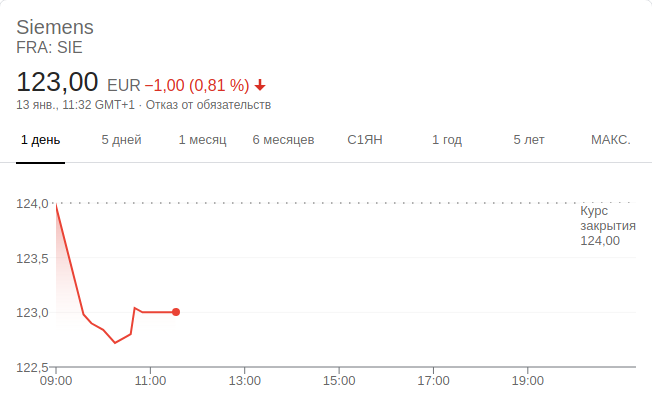 Siemens
FRA: SIE
123,00 EUR −1,00 (0,81 %)
13 янв., 11:32 GMT+1 · Отказ от обязательств
1 день 5 дней 1 месяц 6 месяцев С1ЯН 1 год 5 лет МАКС.
124,0
Курс
закрытия
124,00
123,5
123,0
122,5
09:00 11:00 13:00 15:00 17:00 19:00